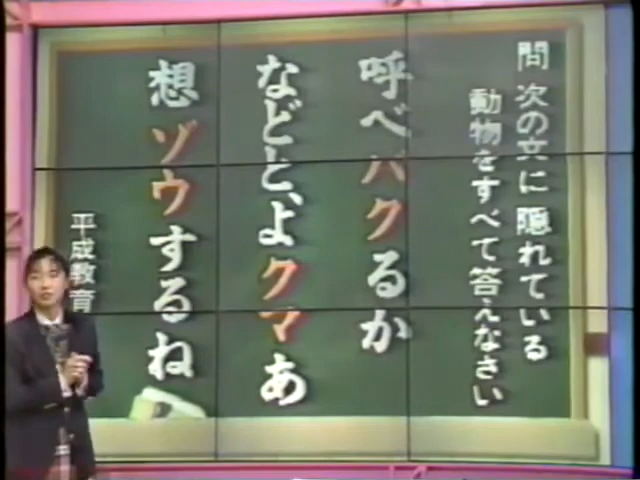 問 次の文に 隠れている
動物をすべて答えなさい
呼べバクるか
などと、よクマあ
想ゾウするね
平成教育